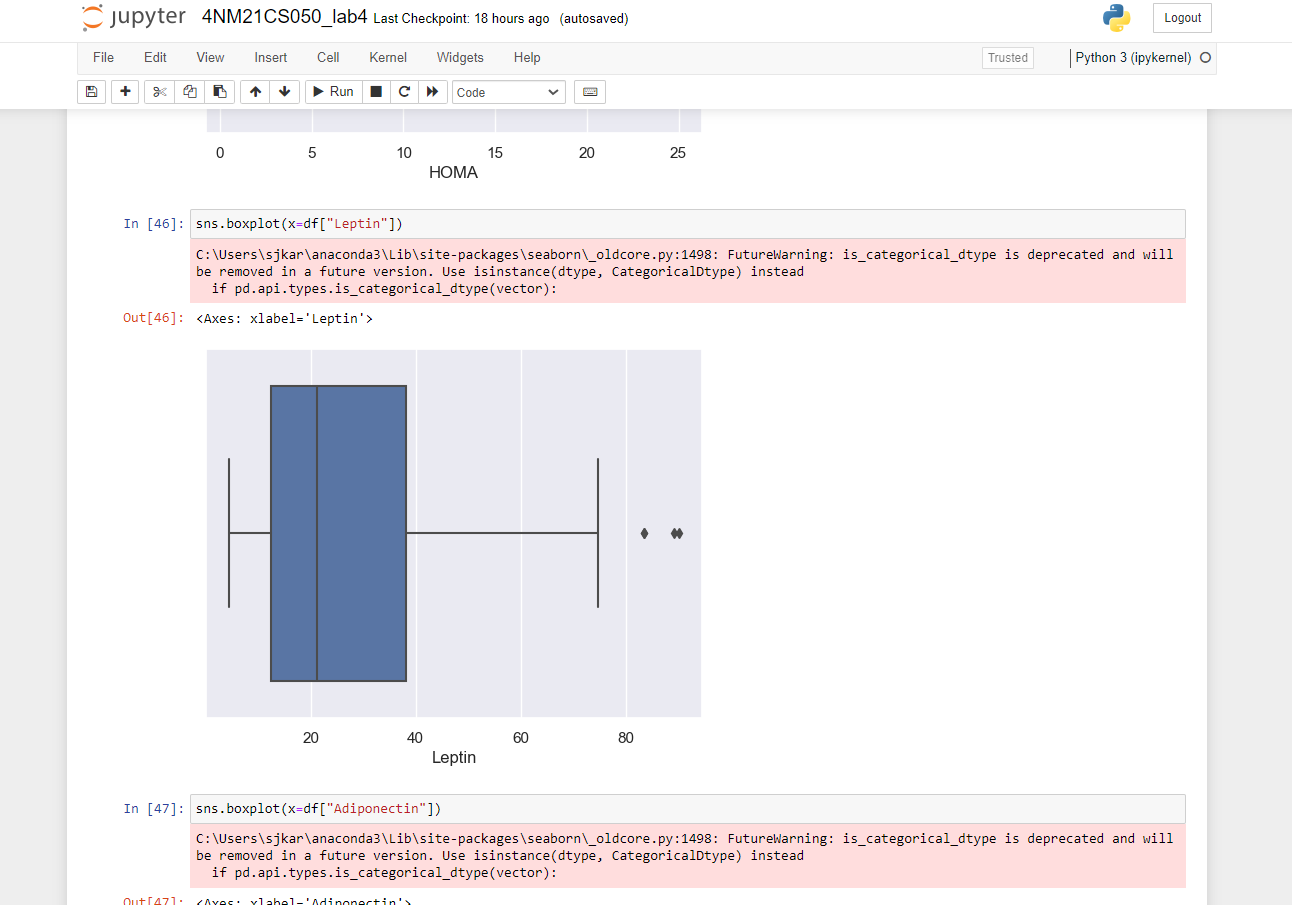 jupyter 4NM21CS050_lab4 Last Checkpoint: 18 hours ago (autosaved)
Logout
File Edit View Insert Cell Kernel Widgets Help
Trusted
Python 3 (ipykernel)
Run
Code
0 5 10 15 20 25
HOMA
In [46]: sns.boxplot(x=df["Leptin"])
C:\Users\sjkar\anaconda3\Lib\site-packages\seaborn\_oldcore.py:1498: FutureWarning: is_categorical_dtype is deprecated and will
be removed in a future version. Use isinstance(dtype, CategoricalDtype) instead
if pd.api.types.is_categorical_dtype(vector):
Out[46]: <Axes: xlabel='Leptin'>
20 40 60 80
Leptin
In [47]: sns.boxplot(x=df["Adiponectin"])
C:\Users\sjkar\anaconda3\Lib\site-packages\seaborn\_oldcore.py:1498: FutureWarning: is_categorical_dtype is deprecated and will
be removed in a future version. Use isinstance(dtype, CategoricalDtype) instead
if pd.api.types.is_categorical_dtype(vector):
Out[47]: <Axes: xlabel='Adiponectin'>